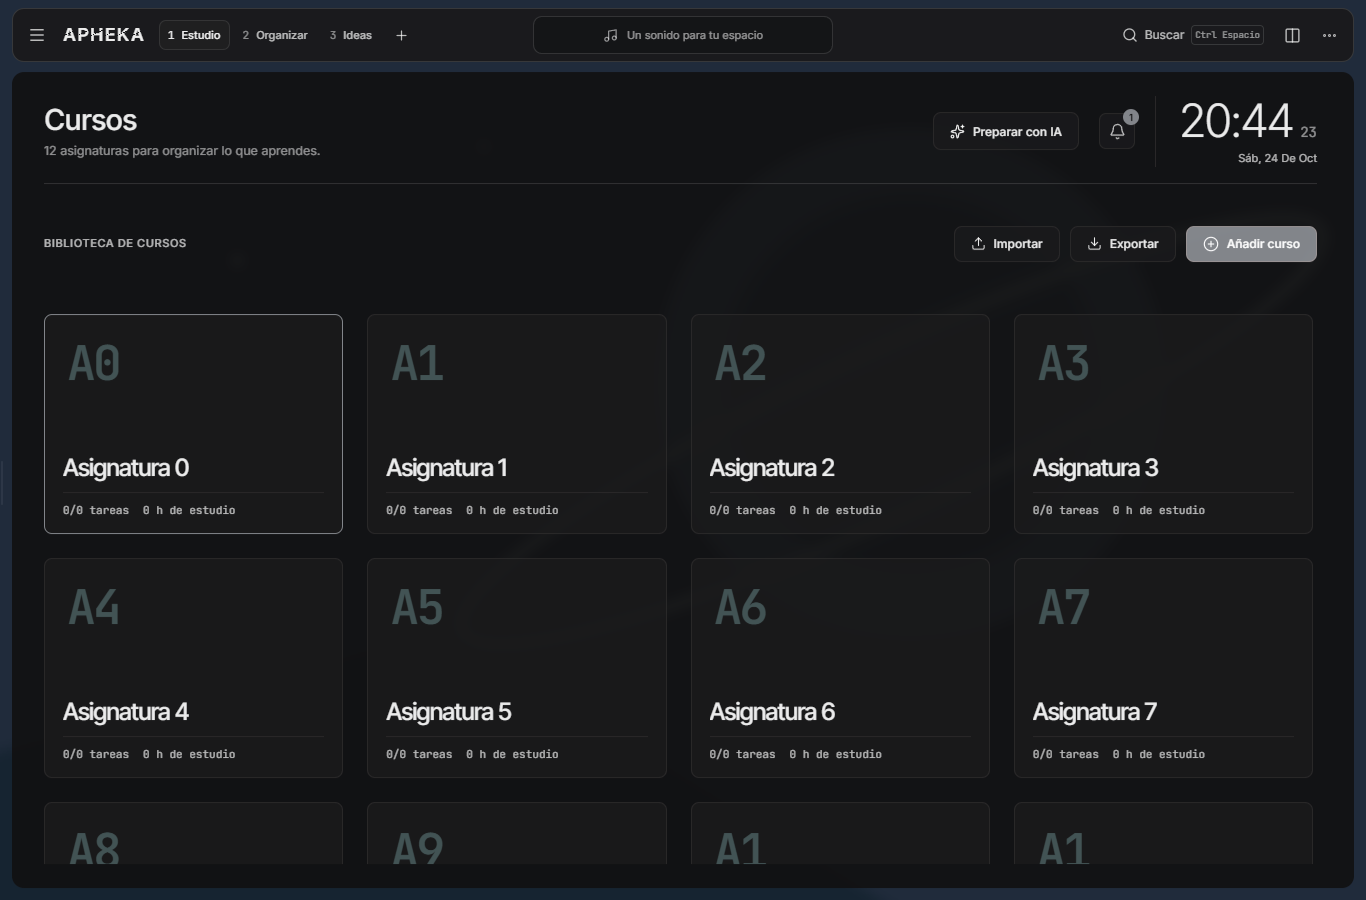 APHEKA 1 Estudio 2 Organizar 3 Ideas Un sonido para tu espacio Buscar Ctrl Espacio
Cursos
12 asignaturas para organizar lo que aprendes.
Preparar con IA
1
20:44 23
Sáb, 24 De Oct
BIBLIOTECA DE CURSOS
Importar Exportar Añadir curso
A0 A1 A2 A3
Asignatura 0 Asignatura 1 Asignatura 2 Asignatura 3
0/0 tareas 0 h de estudio 0/0 tareas 0 h de estudio 0/0 tareas 0 h de estudio 0/0 tareas 0 h de estudio
A4 A5 A6 A7
Asignatura 4 Asignatura 5 Asignatura 6 Asignatura 7
0/0 tareas 0 h de estudio 0/0 tareas 0 h de estudio 0/0 tareas 0 h de estudio 0/0 tareas 0 h de estudio
A8 A9 A1 A1